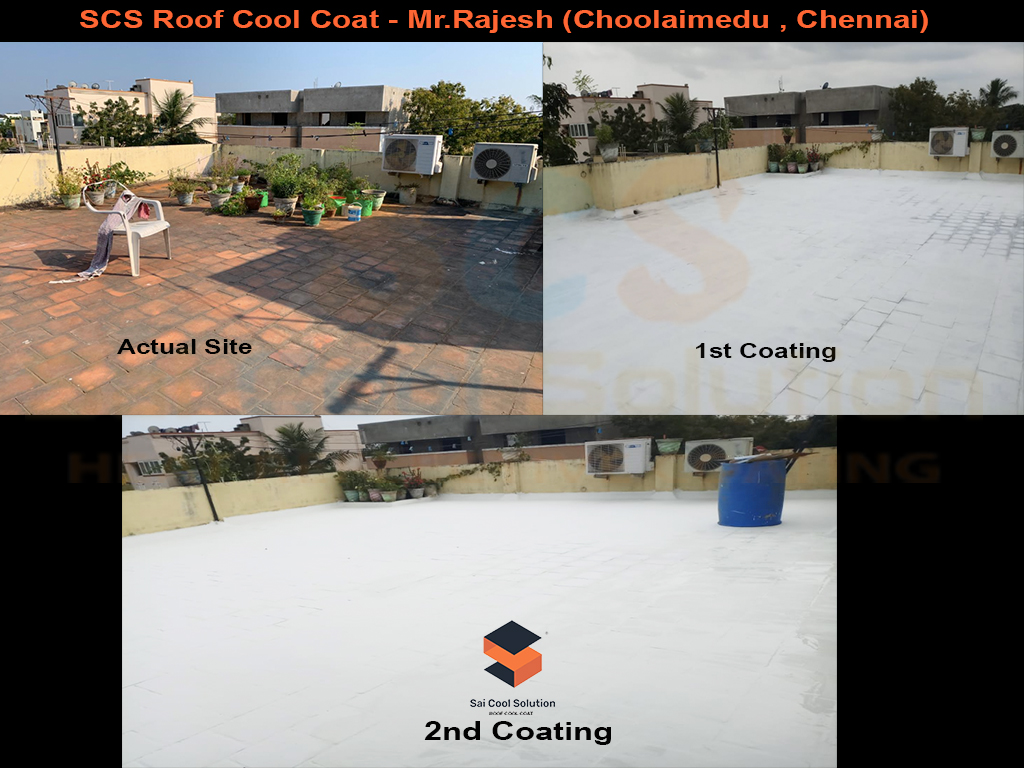 SCS Roof Cool Coat - Mr.Rajesh (Choolaimedu , Chennai)
Actual Site
1st Coating
Sai Cool Solution
ROOF COOL COAT
2nd Coating